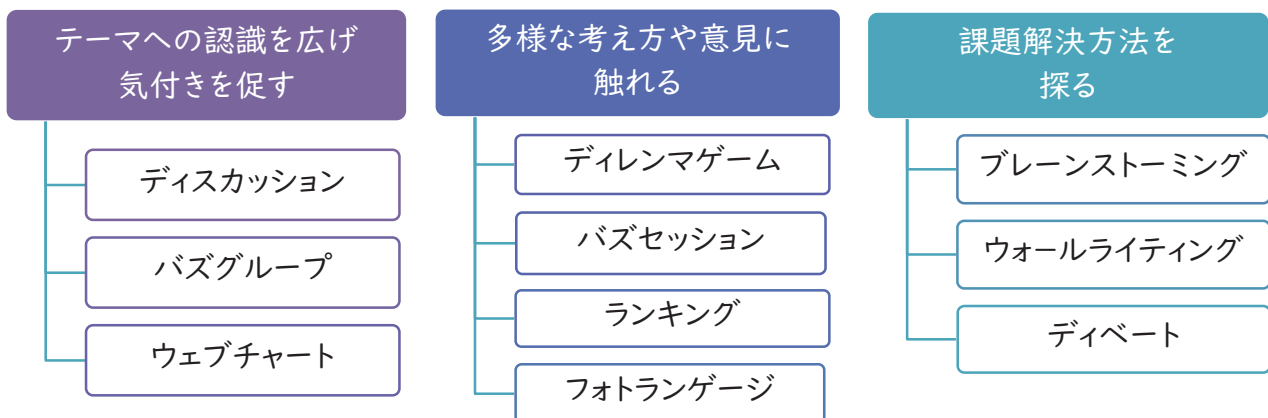 テーマへの認識を広げ
気付きを促す
ディスカッション
バズグループ
ウェブチャート
多様な考え方や意見に
触れる
ディレンマゲーム
バズセッション
ランキング
フォトランゲージ
課題解決方法を
探る
ブレーンストーミング
ウォールライティング
ディベート